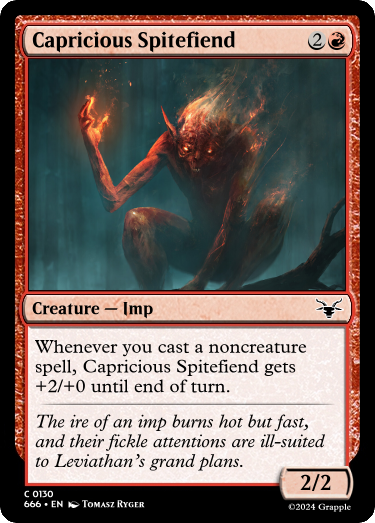 Capricious Spitefiend 2
Creature — Imp
Whenever you cast a noncreature
spell, Capricious Spitefiend gets
+2/+0 until end of turn.
The ire of an imp burns hot but fast,
and their fickle attentions are ill-suited
to Leviathan's grand plans.
2/2
C 0130
666 • EN Tomasz Ryger
©2024 Grapple